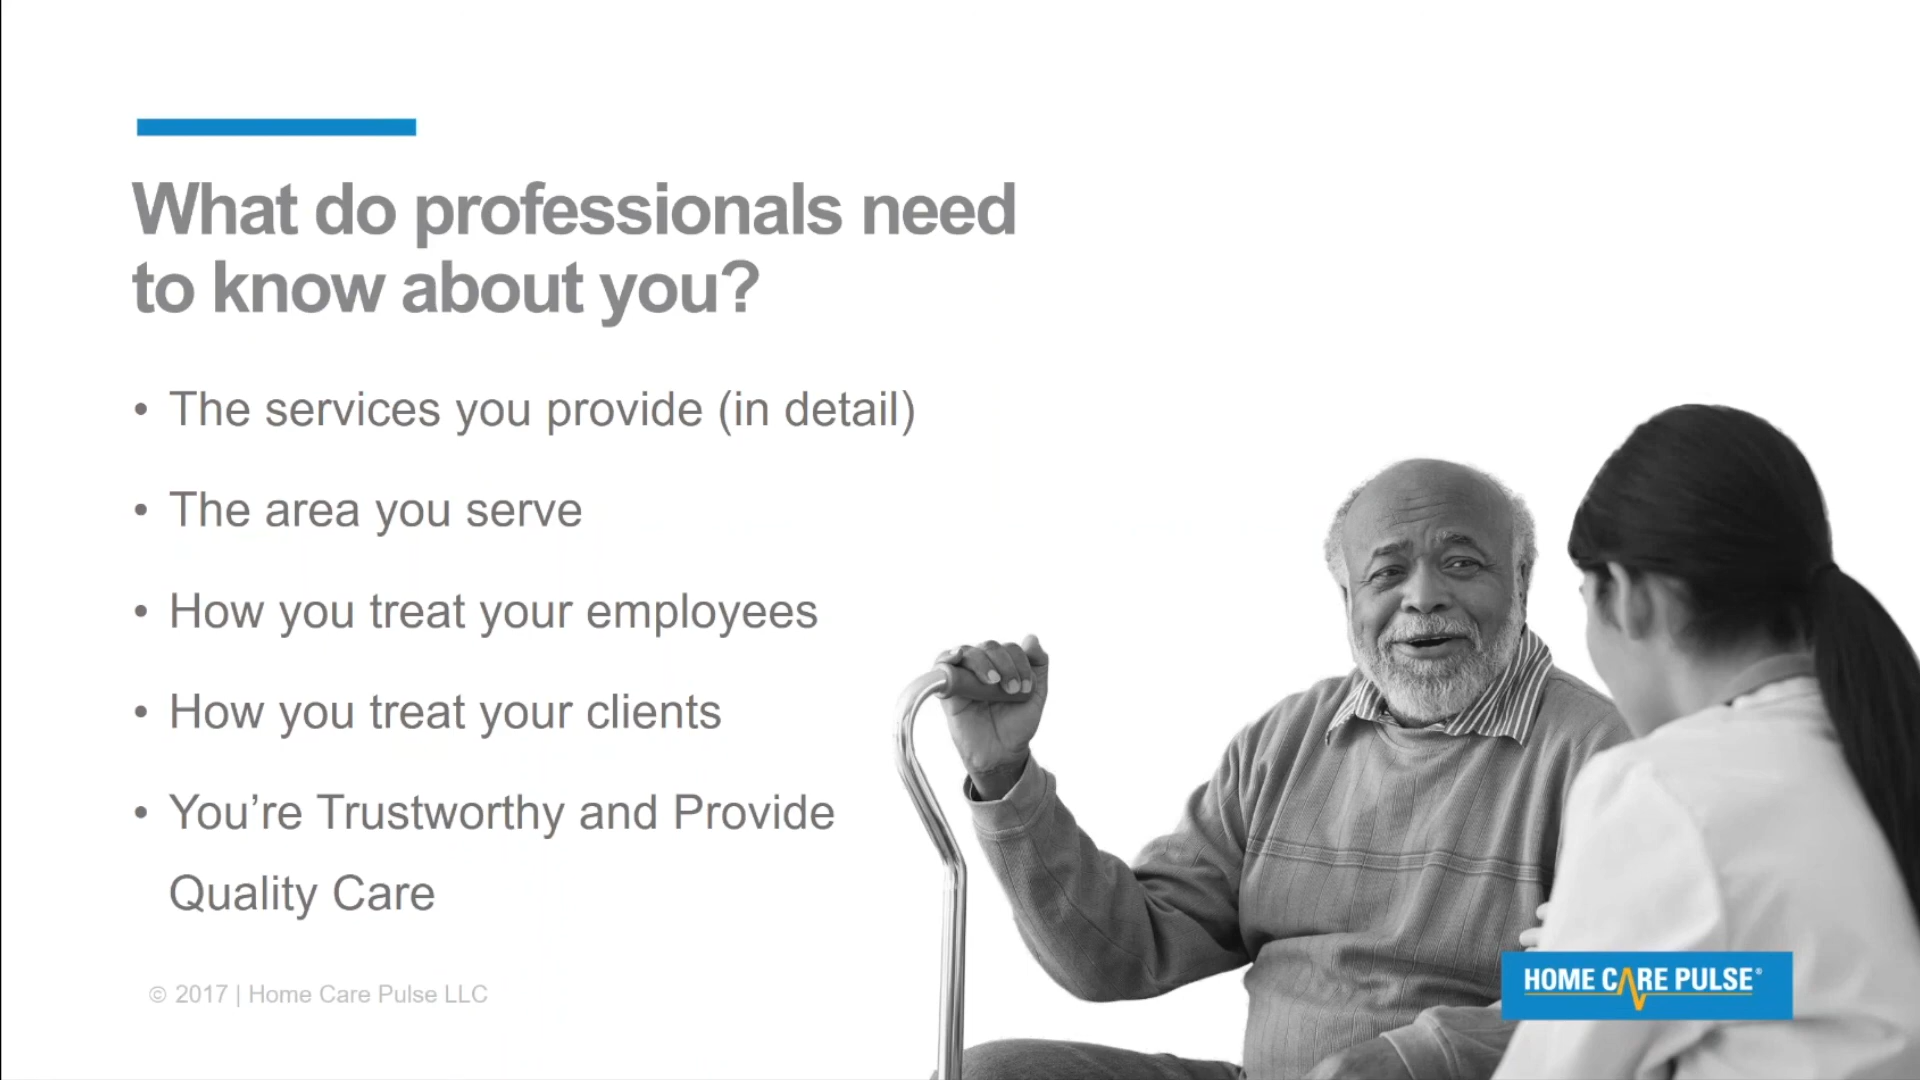 What do professionals need
to know about you?
• The services you provide (in detail)
• The area you serve
• How you treat your employees
• How you treat your clients
• You’re Trustworthy and Provide
Quality Care
© 2017 | Home Care Pulse LLC
HOME CARE PULSE®